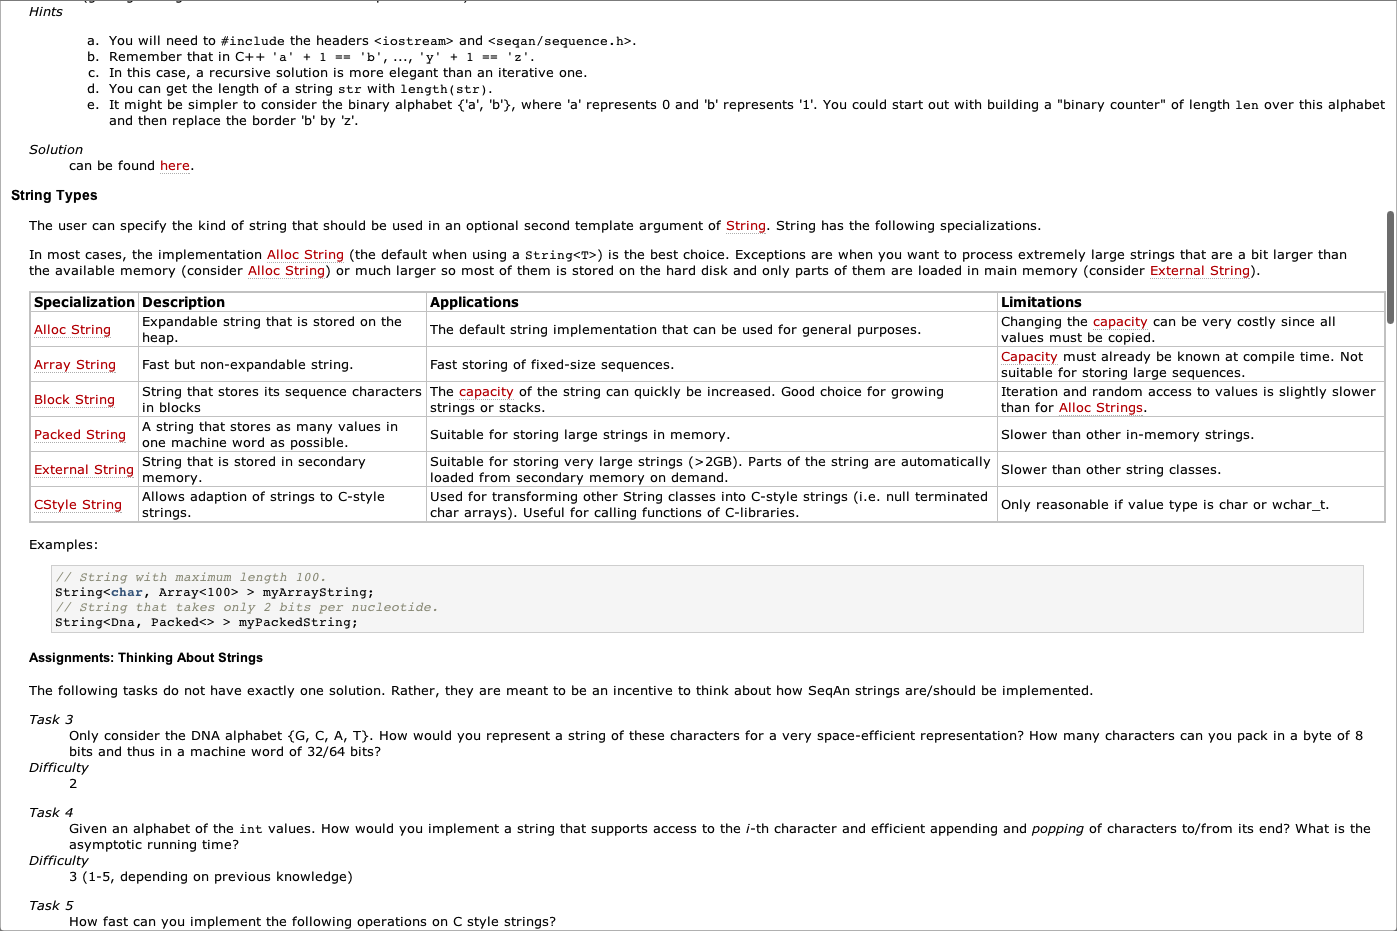 Hints
a. You will need to #include the headers <iostream> and <seqan/sequence.h>.
b. Remember that in C++ 'a' + 1 == 'b', ..., 'y' + 1 == 'z'.
c. In this case, a recursive solution is more elegant than an iterative one.
d. You can get the length of a string str with length(str).
e. It might be simpler to consider the binary alphabet {'a', 'b'}, where 'a' represents 0 and 'b' represents '1'. You could start out with building a "binary counter" of length len over this alphabet
and then replace the border 'b' by 'z'.
Solution
can be found here.
String Types
The user can specify the kind of string that should be used in an optional second template argument of String. String has the following specializations.
In most cases, the implementation Alloc String (the default when using a String<T>) is the best choice. Exceptions are when you want to process extremely large strings that are a bit larger than
the available memory (consider Alloc String) or much larger so most of them is stored on the hard disk and only parts of them are loaded in main memory (consider External String).
Specialization Description Applications Limitations
Alloc String Expandable string that is stored on the heap. The default string implementation that can be used for general purposes. Changing the capacity can be very costly since all values must be copied.
Array String Fast but non-expandable string. Fast storing of fixed-size sequences. Capacity must already be known at compile time. Not suitable for storing large sequences.
Block String String that stores its sequence characters in blocks The capacity of the string can quickly be increased. Good choice for growing strings or stacks. Iteration and random access to values is slightly slower than for Alloc Strings.
Packed String A string that stores as many values in one machine word as possible. Suitable for storing large strings in memory. Slower than other in-memory strings.
External String String that is stored in secondary memory. Suitable for storing very large strings (>2GB). Parts of the string are automatically loaded from secondary memory on demand. Slower than other string classes.
CStyle String Allows adaption of strings to C-style strings. Used for transforming other String classes into C-style strings (i.e. null terminated char arrays). Useful for calling functions of C-libraries. Only reasonable if value type is char or wchar_t.
Examples:
// String with maximum length 100.
String<char, Array<100> > myArrayString;
// String that takes only 2 bits per nucleotide.
String<Dna, Packed<> > myPackedString;
Assignments: Thinking About Strings
The following tasks do not have exactly one solution. Rather, they are meant to be an incentive to think about how SeqAn strings are/should be implemented.
Task 3
Only consider the DNA alphabet {G, C, A, T}. How would you represent a string of these characters for a very space-efficient representation? How many characters can you pack in a byte of 8
bits and thus in a machine word of 32/64 bits?
Difficulty
2
Task 4
Given an alphabet of the int values. How would you implement a string that supports access to the i-th character and efficient appending and popping of characters to/from its end? What is the
asymptotic running time?
Difficulty
3 (1-5, depending on previous knowledge)
Task 5
How fast can you implement the following operations on C style strings?